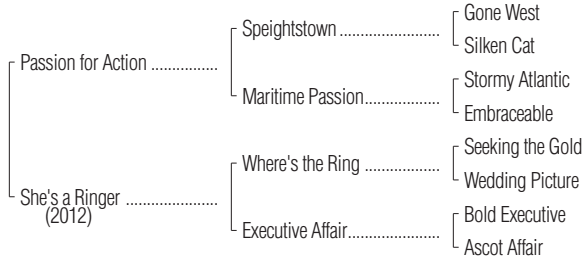 Gone West
Speightstown
Silken Cat
Passion for Action
Stormy Atlantic
Maritime Passion
Embraceable
Seeking the Gold
Where's the Ring
Wedding Picture
She's a Ringer
(2012)
Bold Executive
Executive Affair
Ascot Affair